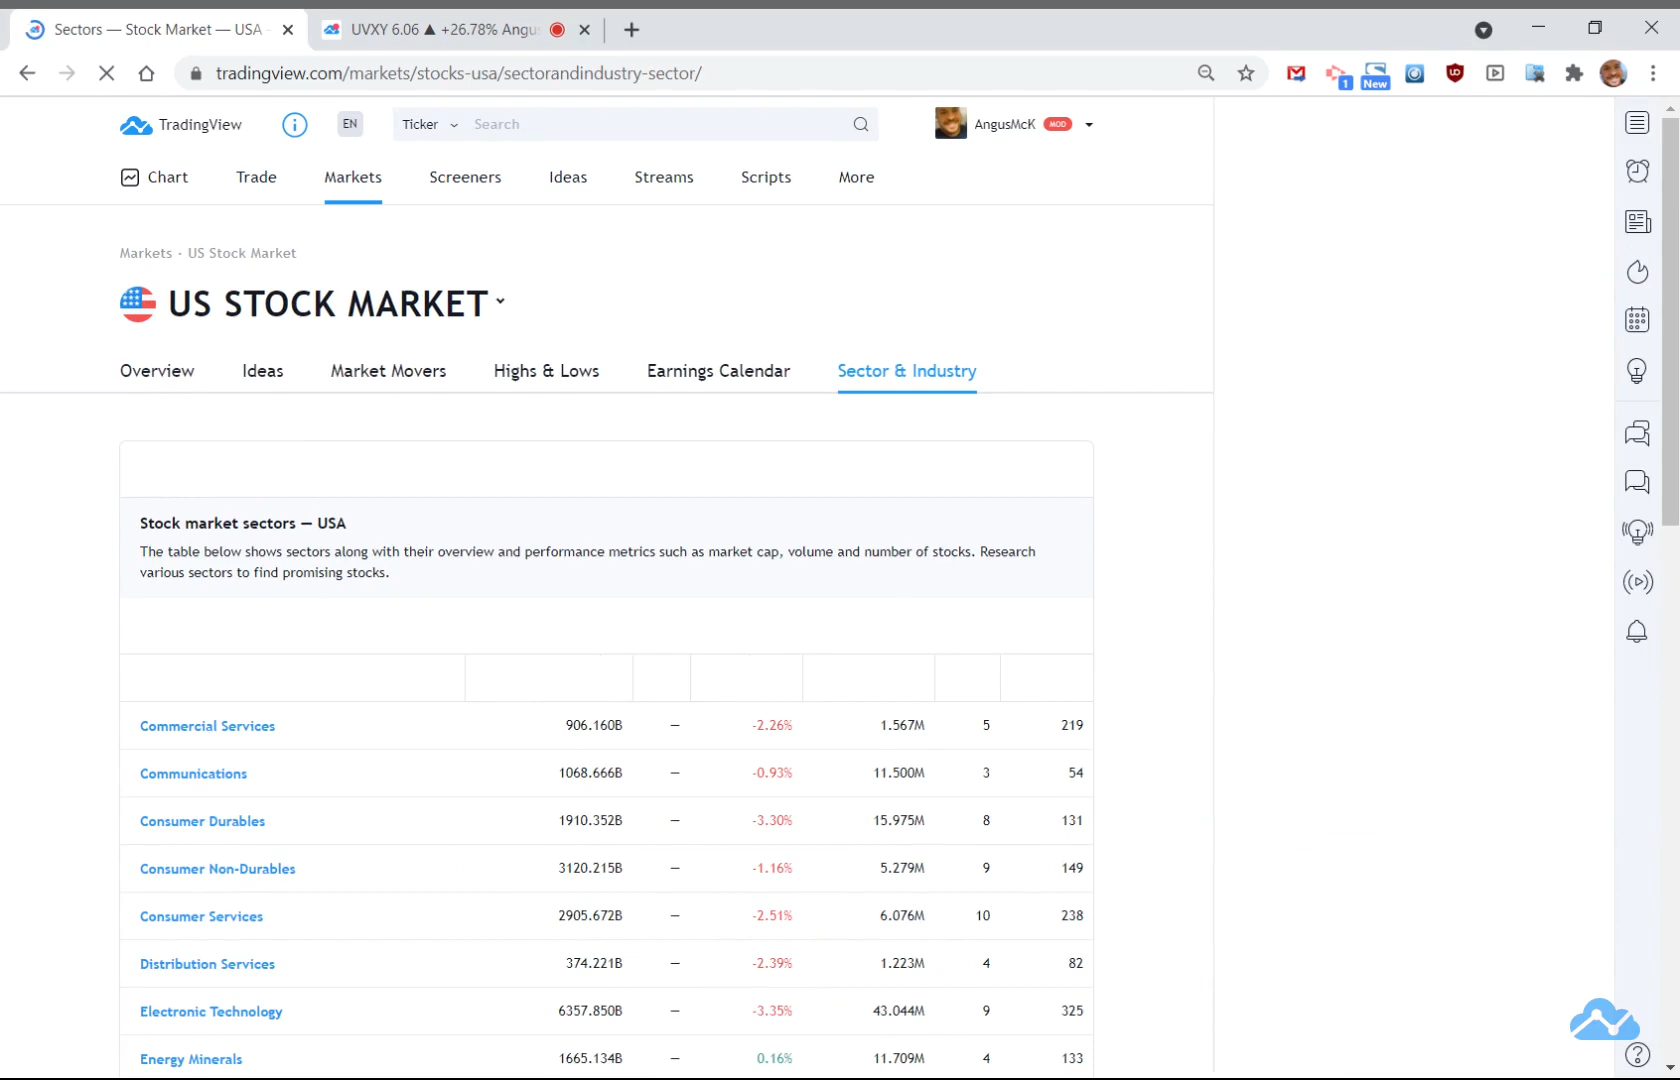 Sectors — Stock Market — USA -
UVXY 6.06 ▲ +26.78% Angu
tradingview.com/markets/stocks-usa/sectorandindustry-sector/
1
New
TradingView
EN
Ticker
Search
AngusMcK
MOD
Chart
Trade
Markets
Screeners
Ideas
Streams
Scripts
More
Markets · US Stock Market
US STOCK MARKET
Overview
Ideas
Market Movers
Highs & Lows
Earnings Calendar
Sector & Industry
Stock market sectors — USA
The table below shows sectors along with their overview and performance metrics such as market cap, volume and number of stocks. Research
various sectors to find promising stocks.
Commercial Services 906.160B — -2.26% 1.567M 5 219
Communications 1068.666B — -0.93% 11.500M 3 54
Consumer Durables 1910.352B — -3.30% 15.975M 8 131
Consumer Non-Durables 3120.215B — -1.16% 5.279M 9 149
Consumer Services 2905.672B — -2.51% 6.076M 10 238
Distribution Services 374.221B — -2.39% 1.223M 4 82
Electronic Technology 6357.850B — -3.35% 43.044M 9 325
Energy Minerals 1665.134B — 0.16% 11.709M 4 133